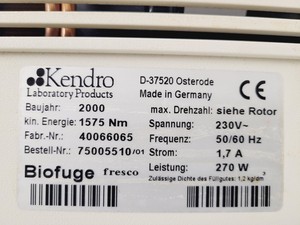 Kendro D-37520 Osterode
Laboratory Products Made in Germany CE
Baujahr: 2000 max. Drehzahl: siehe Rotor
kin. Energie: 1575 Nm Spannung: 230V~
Fabr.-Nr.: 40066065 Frequenz: 50/60 Hz
Bestell-Nr.: 75005510/01 Strom: 1,7 A
Biofuge fresco Leistung: 270 W
Zulässige Dichte des Füllgutes: 1,2 kg/dm